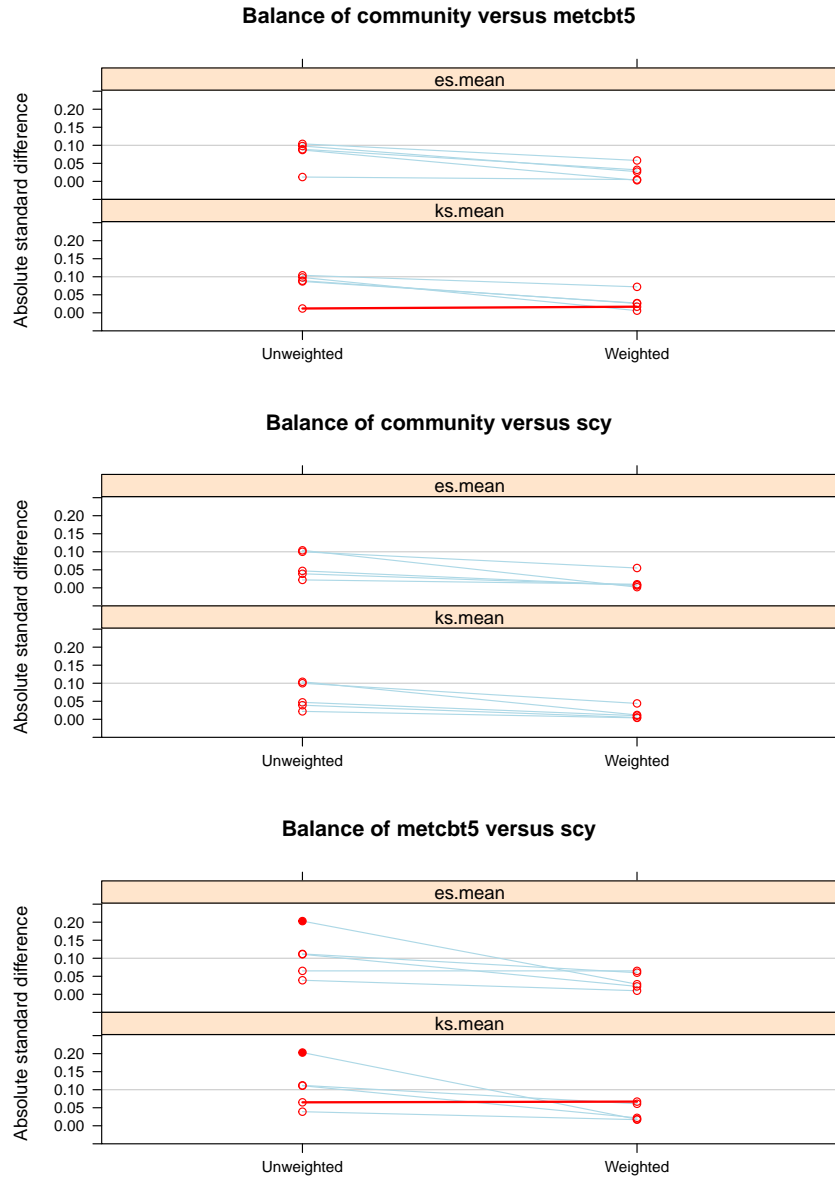 Balance of community versus metcbt5
Absolute standard difference
es.mean
0.20
0.15
0.10
0.05
0.00
ks.mean
0.20
0.15
0.10
0.05
0.00
Unweighted Weighted
Balance of community versus scy
Absolute standard difference
es.mean
0.20
0.15
0.10
0.05
0.00
ks.mean
0.20
0.15
0.10
0.05
0.00
Unweighted Weighted
Balance of metcbt5 versus scy
Absolute standard difference
es.mean
0.20
0.15
0.10
0.05
0.00
ks.mean
0.20
0.15
0.10
0.05
0.00
Unweighted Weighted